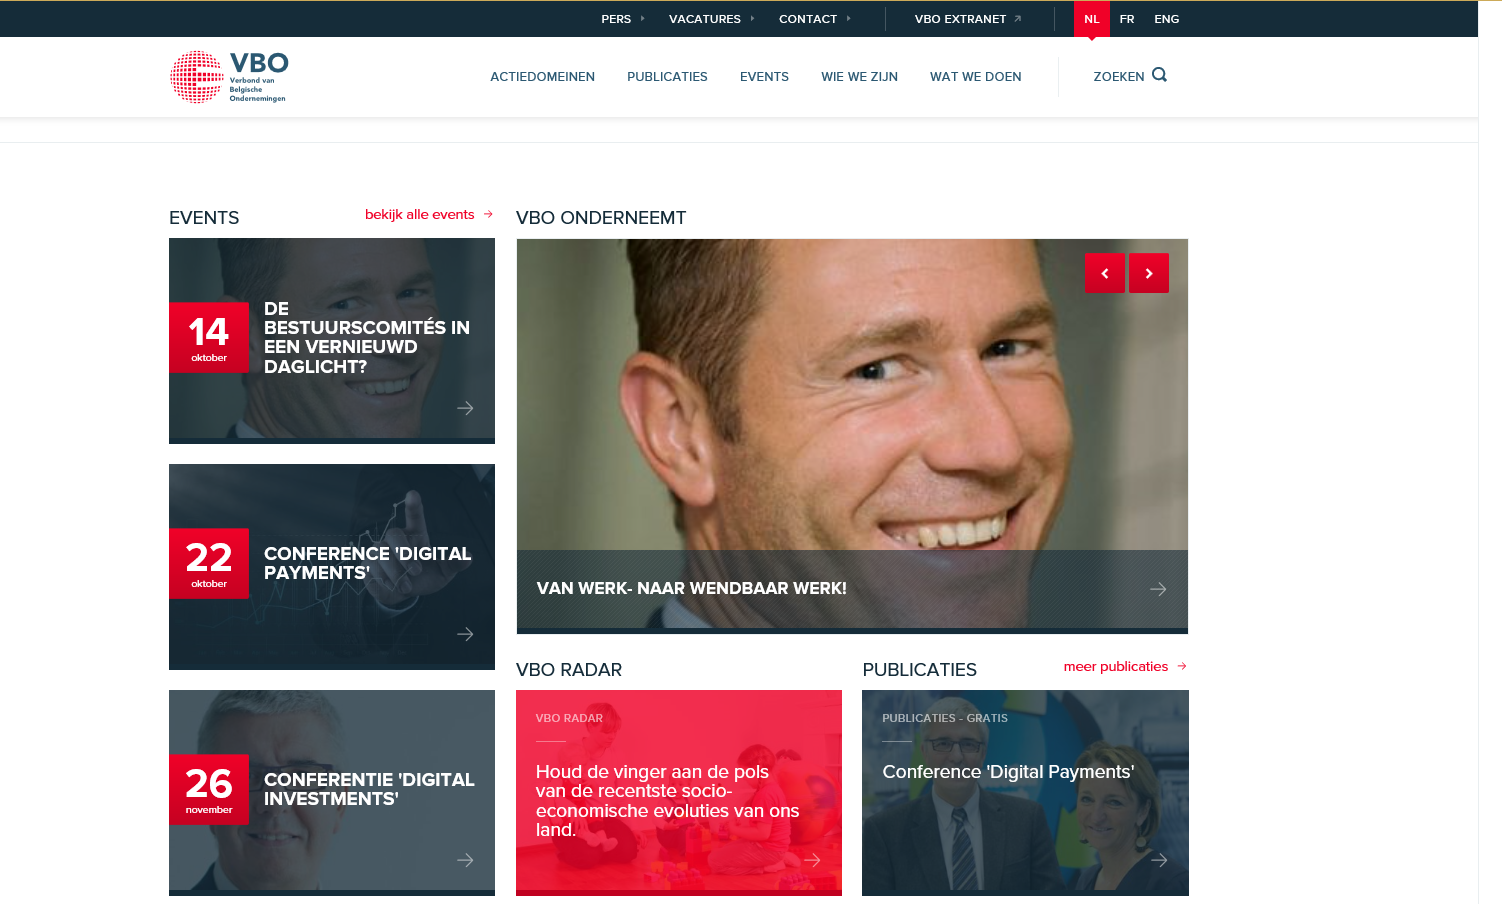 PERS
VACATURES
CONTACT
VBO EXTRANET
NL
FR
ENG
VBO
Verbond van
Belgische
Ondernemingen
ACTIEDOMEINEN
PUBLICATIES
EVENTS
WIE WE ZIJN
WAT WE DOEN
ZOEKEN
EVENTS
bekijk alle events
14
oktober
DE
BESTUURSCOMITÉS IN
EEN VERNIEUWD
DAGLICHT?
22
oktober
CONFERENCE 'DIGITAL
PAYMENTS'
26
november
CONFERENTIE 'DIGITAL
INVESTMENTS'
VBO ONDERNEEMT
VAN WERK- NAAR WENDBAAR WERK!
VBO RADAR
VBO RADAR
Houd de vinger aan de pols
van de recentste socio-
economische evoluties van ons
land.
PUBLICATIES
meer publicaties
PUBLICATIES - GRATIS
Conference 'Digital Payments'